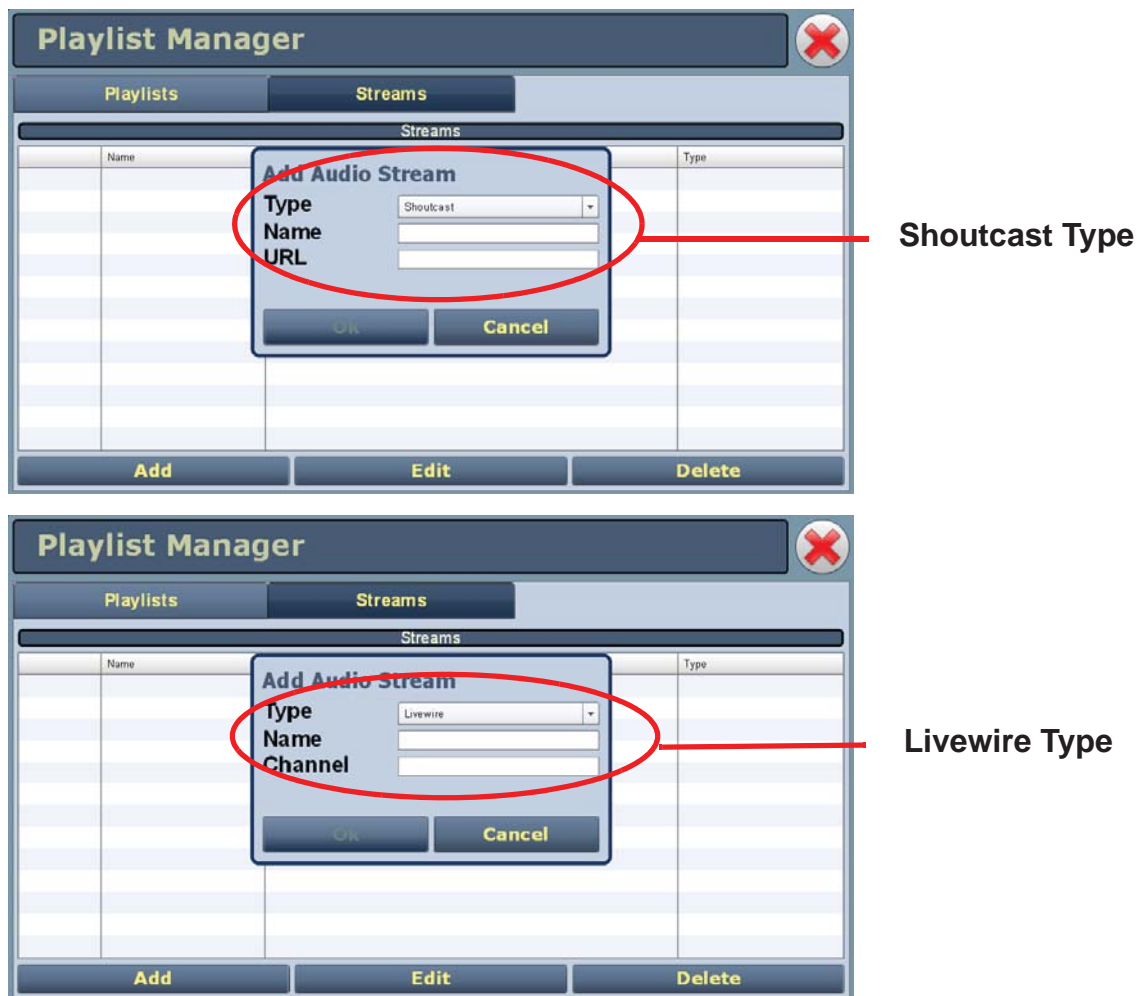 Playlist Manager
Playlists Streams
Streams
Name Type
Add Audio Stream
Type Shoutcast
Name
URL
Ok Cancel
Add Edit Delete
Shoutcast Type
Playlist Manager
Playlists Streams
Streams
Name Type
Add Audio Stream
Type Livewire
Name
Channel
Ok Cancel
Add Edit Delete
Livewire Type